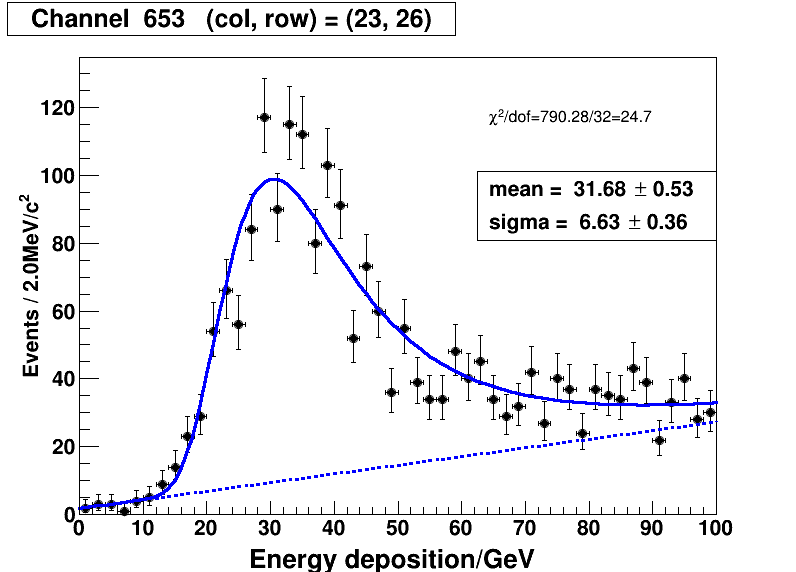 Channel 653 (col, row) = (23, 26)
χ²/dof=790.28/32=24.7
mean = 31.68 ± 0.53
sigma = 6.63 ± 0.36
Events / 2.0MeV/c²
120
100
80
60
40
20
0
0 10 20 30 40 50 60 70 80 90 100
Energy deposition/GeV